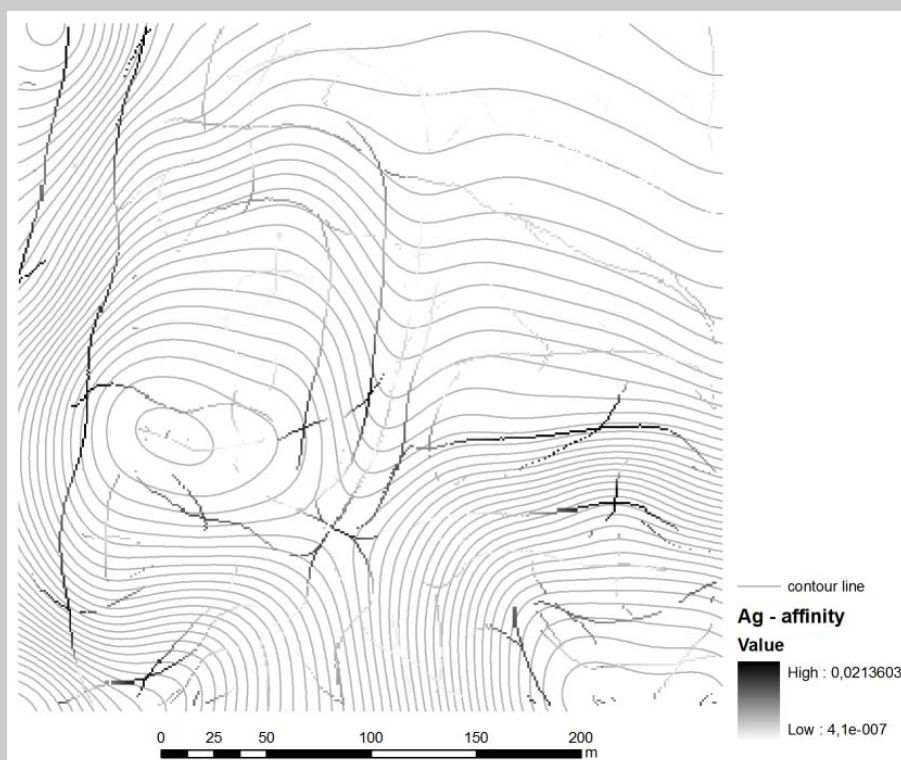 contour line
Ag - affinity
Value
High : 0,0213603
Low : 4,1e-007
0 25 50 100 150 200
m